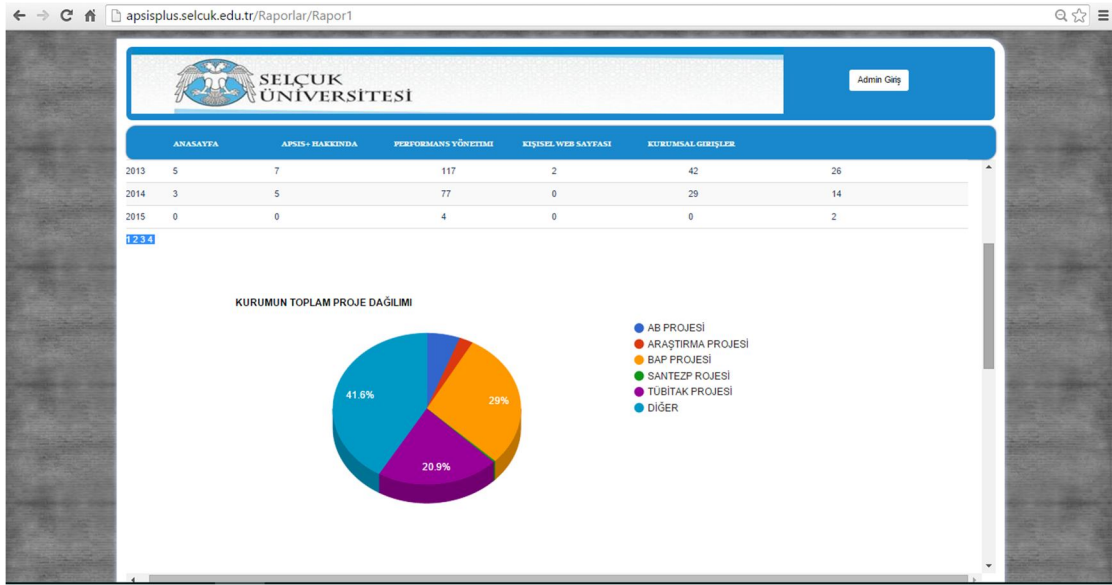 apsisplus.selcuk.edu.tr/Raporlar/Rapor1
SELÇUK
ÜNİVERSİTESİ
Admin Giriş
ANASAYFA APSIS+ HAKKINDA PERFORMANS YÖNETIMI KIŞISEL WEB SAYFASI KURUMSAL GIRIŞLER
2013 5 7 117 2 42 26
2014 3 5 77 0 29 14
2015 0 0 4 0 0 2
1 2 3 4
KURUMUN TOPLAM PROJE DAĞILIMI
AB PROJESİ
ARAŞTIRMA PROJESİ
BAP PROJESİ
SANTEZP ROJESİ
TÜBİTAK PROJESİ
DİĞER
41.6%
29%
20.9%